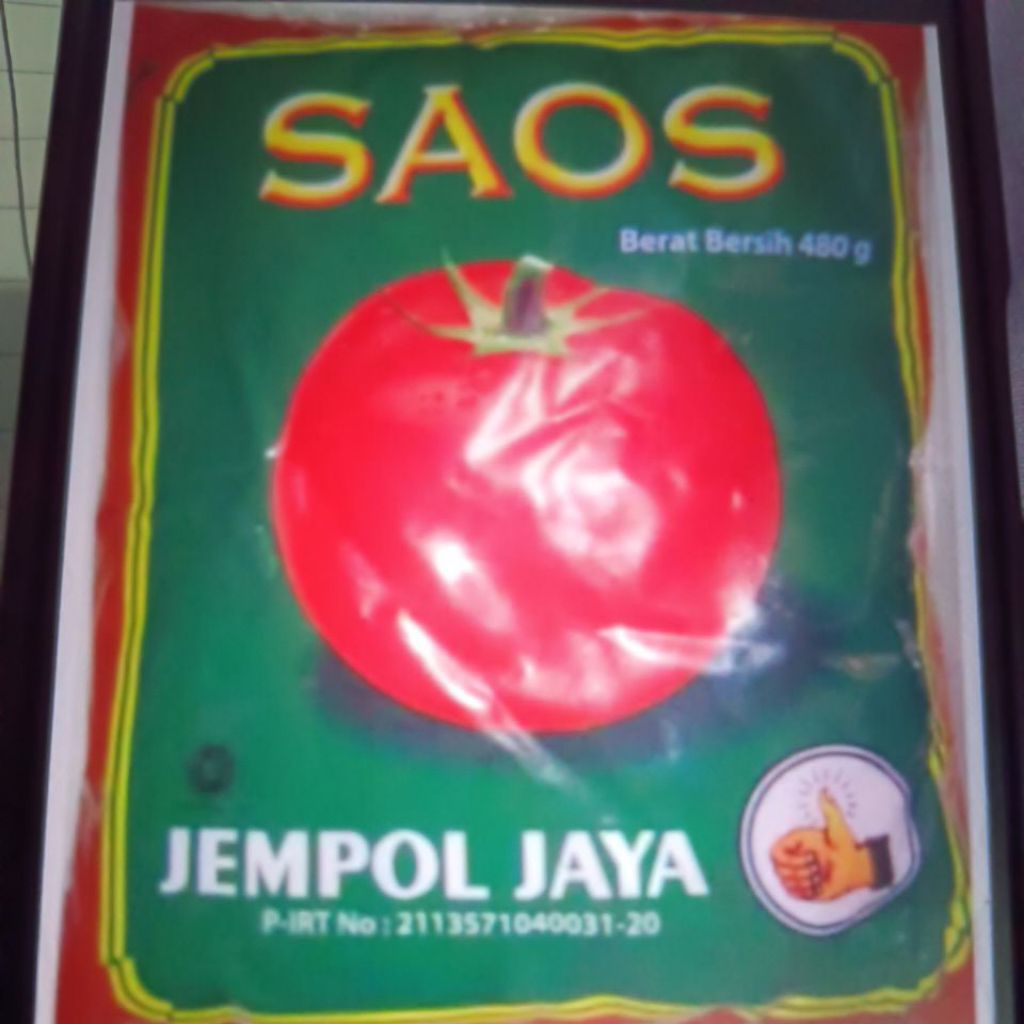 SAOS
Berat Bersih 480 g
JEMPOL JAYA
P-IRT No : 2113571040031-20